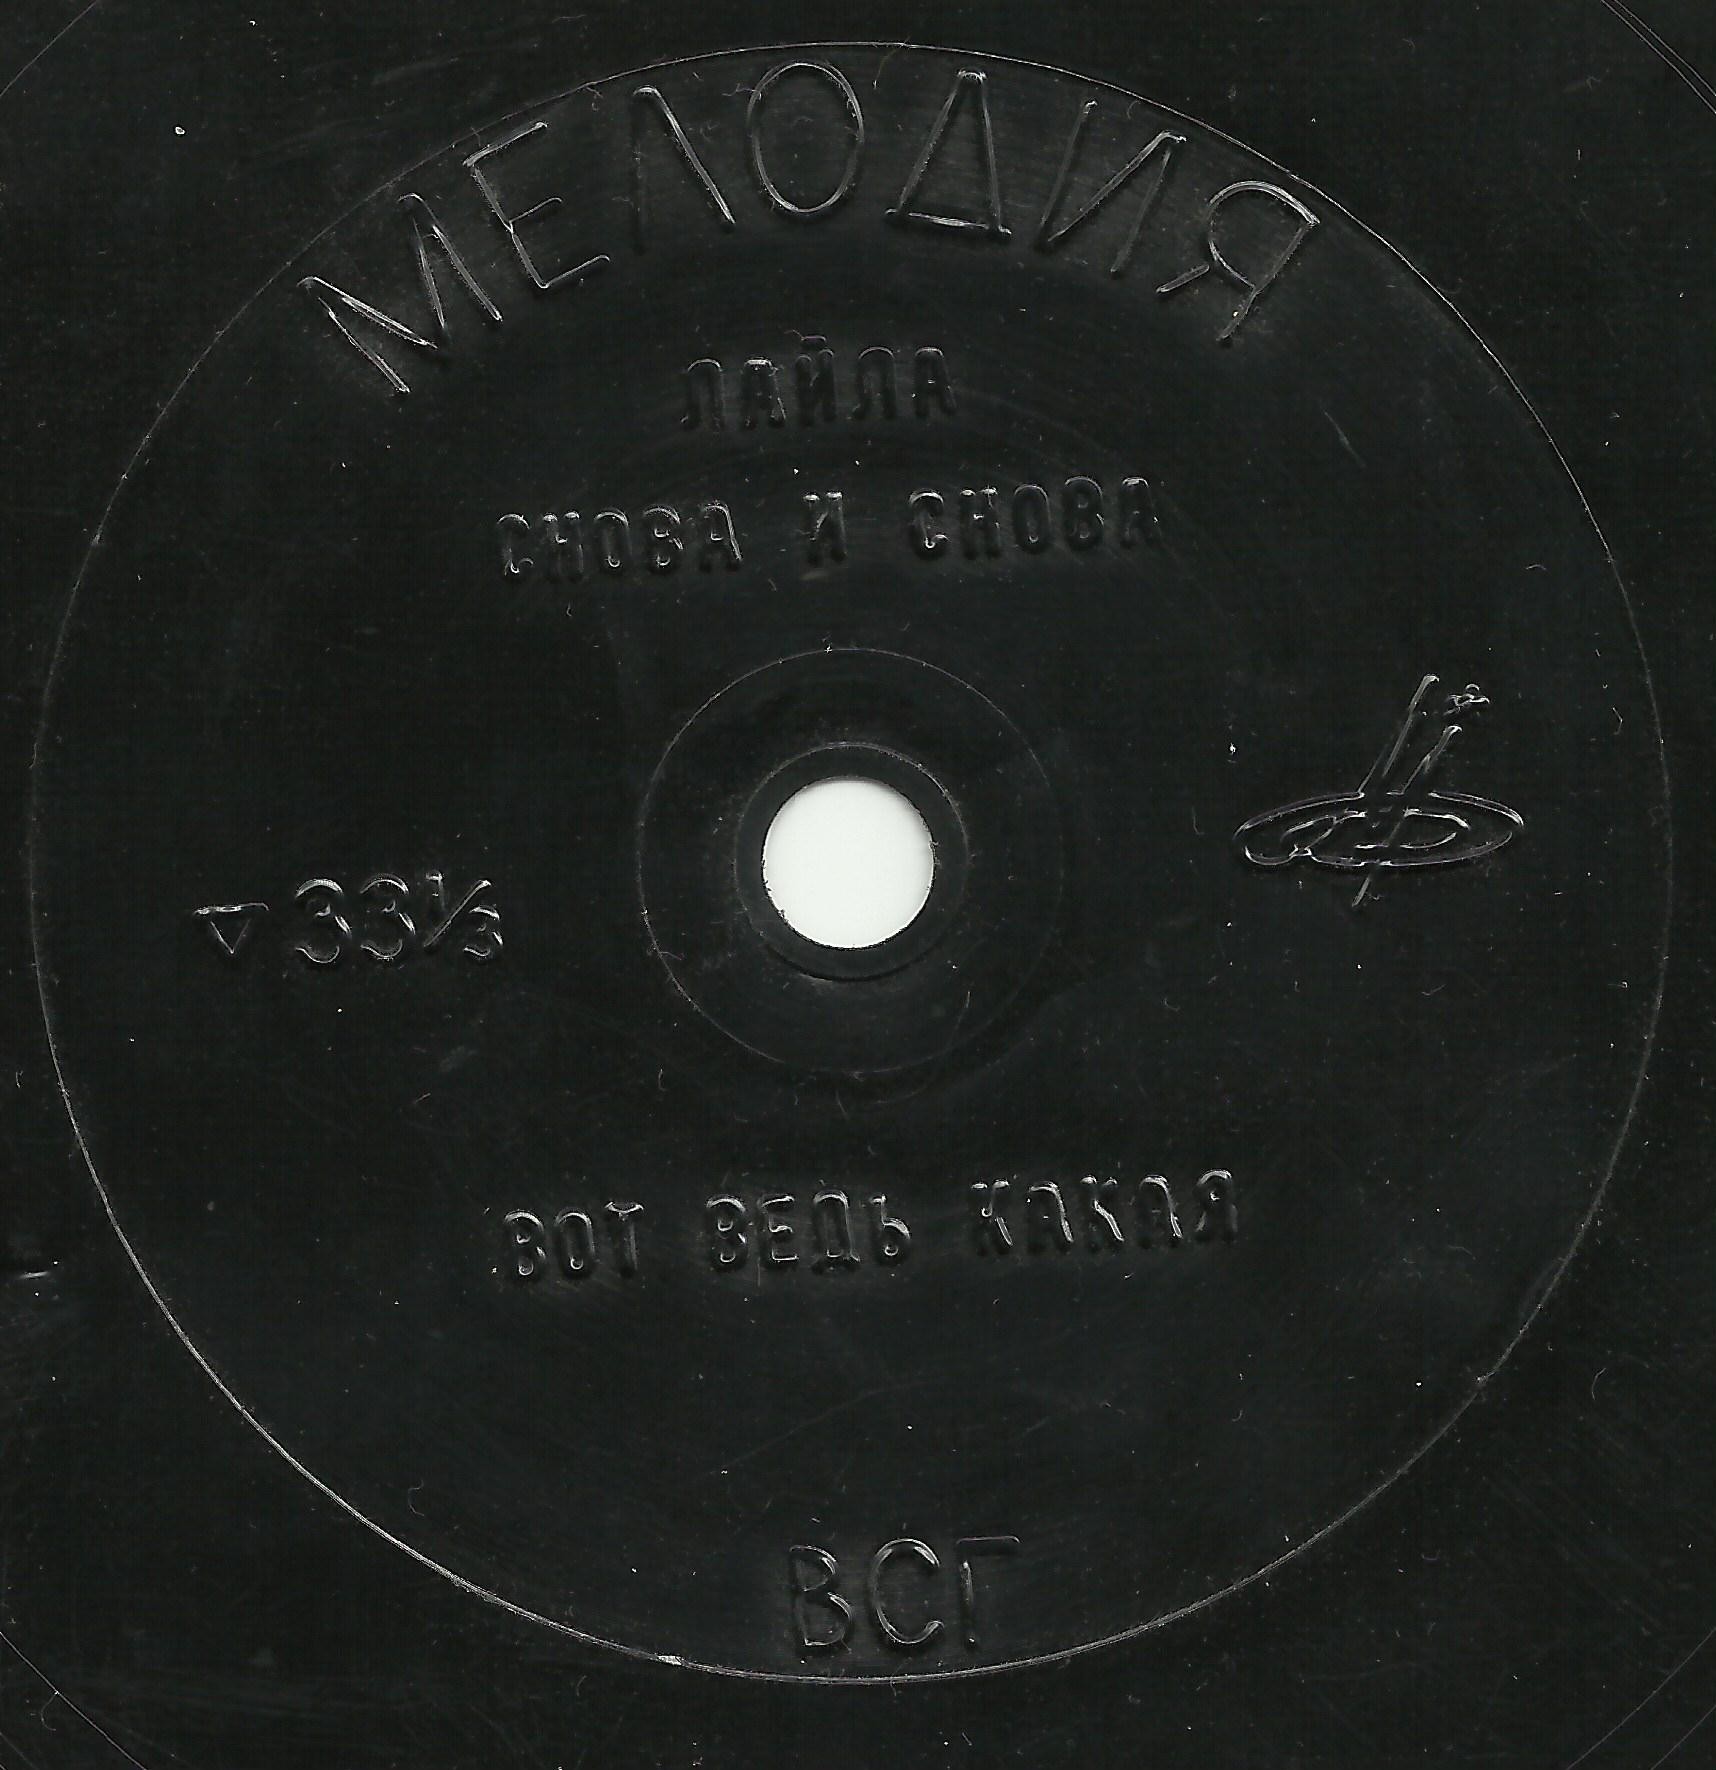 МЕЛОДИЯ
ЛАЙЛА
СНОВА И СНОВА
▽ 33⅓
ВОТ ВЕДЬ КАКАЯ
ВСГ